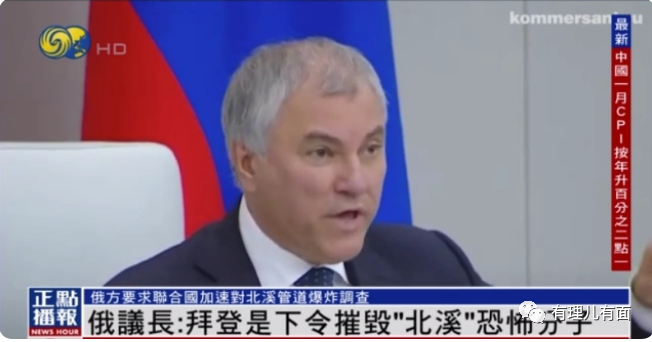 HD
kommersant.ru
最新
中國一月CPI按年升百分之二點一
正點播報
NEWS HOUR
俄方要求聯合國加速對北溪管道爆炸調查
俄議長:拜登是下令摧毀"北溪"恐怖分子
有理儿有面